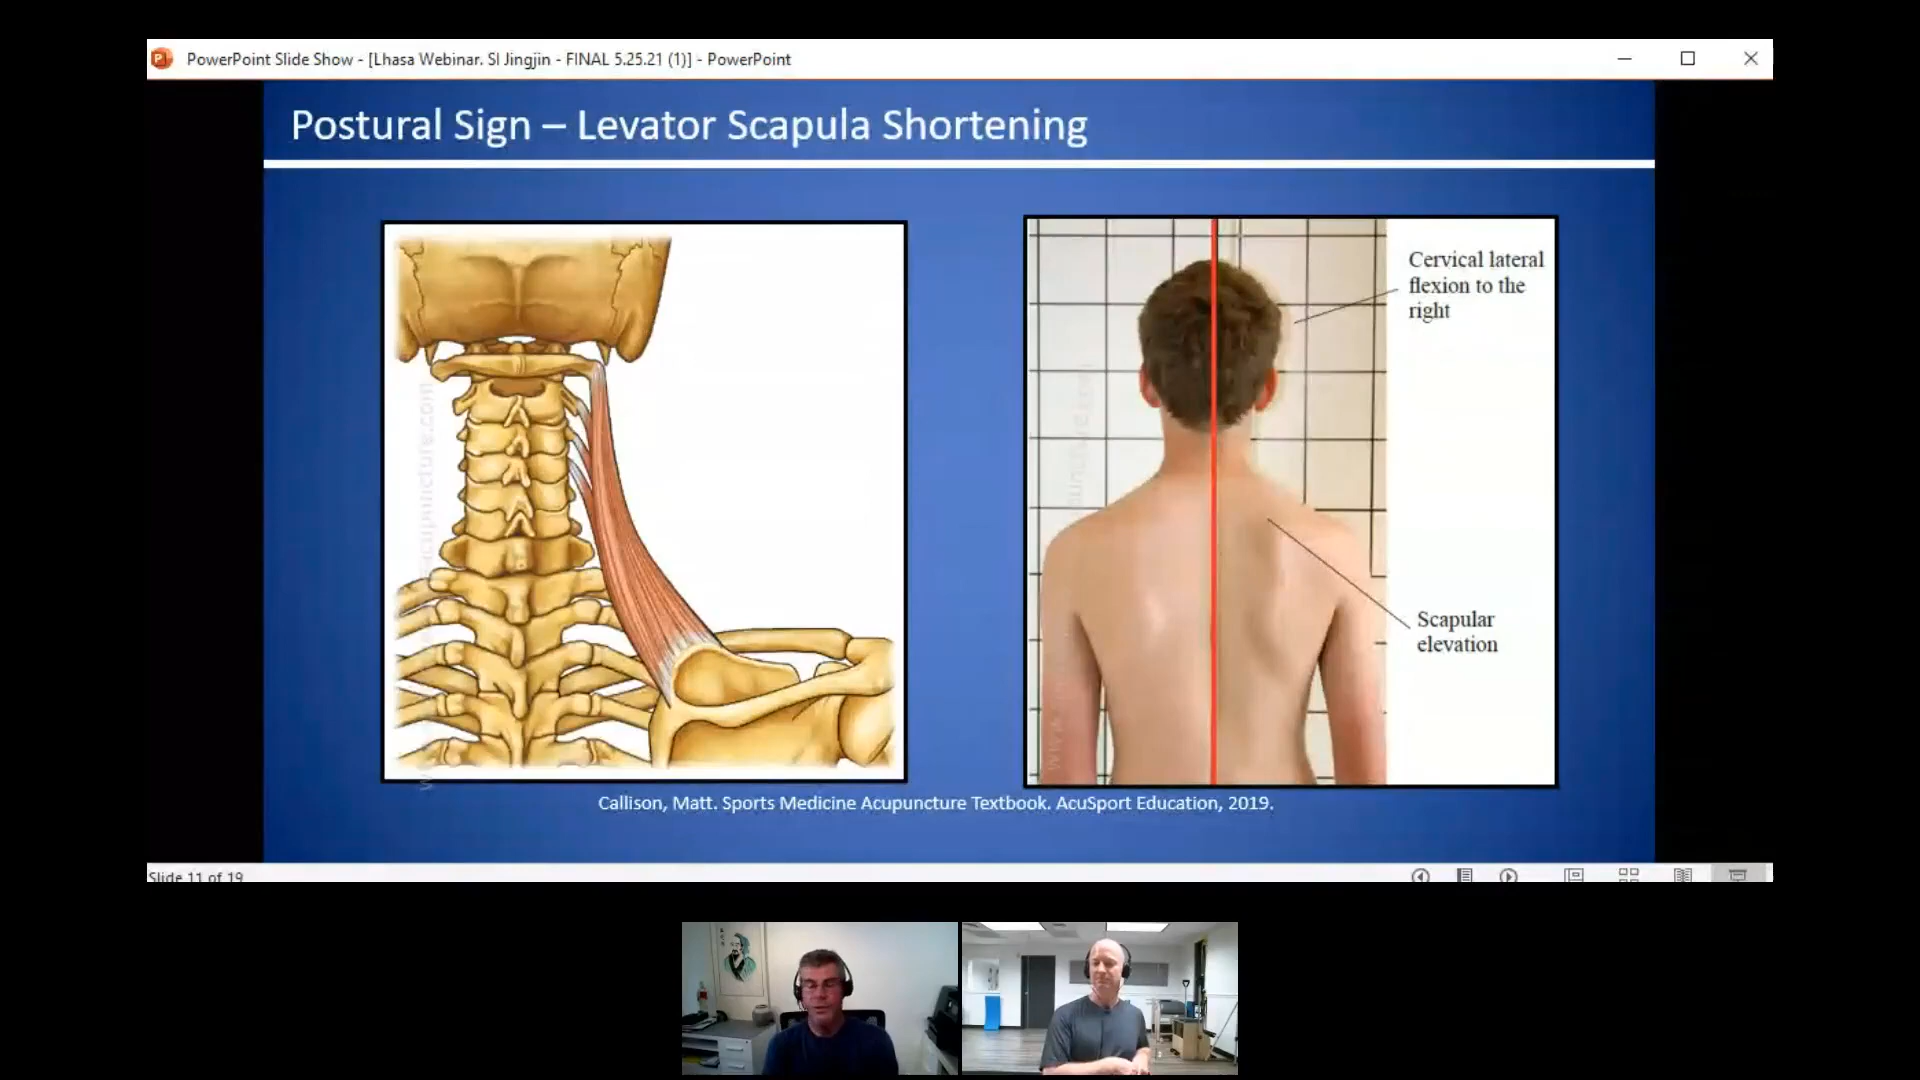 PowerPoint Slide Show - [Lhasa Webinar. SI Jingjin - FINAL 5.25.21 (1)] - PowerPoint
Postural Sign – Levator Scapula Shortening
Cervical lateral
flexion to the
right
Scapular
elevation
Callison, Matt. Sports Medicine Acupuncture Textbook. AcuSport Education, 2019.
Slide 11 of 19